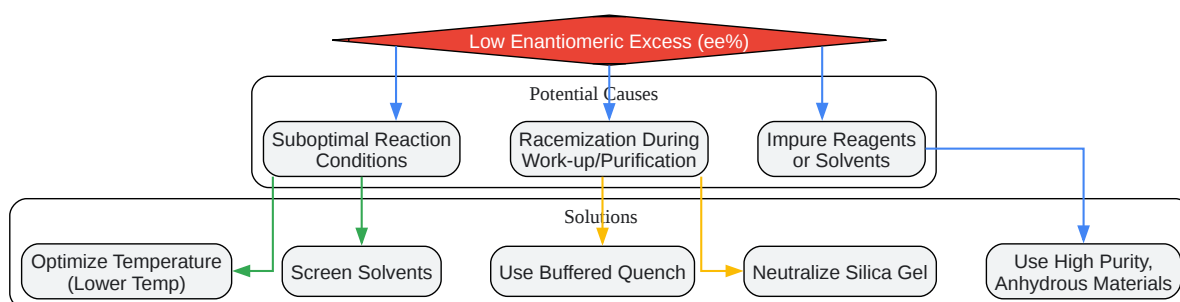 Low Enantiomeric Excess (ee%)
Potential Causes
Suboptimal Reaction
Conditions
Racemization During
Work-up/Purification
Impure Reagents
or Solvents
Solutions
Optimize Temperature
(Lower Temp)
Screen Solvents
Use Buffered Quench
Neutralize Silica Gel
Use High Purity,
Anhydrous Materials